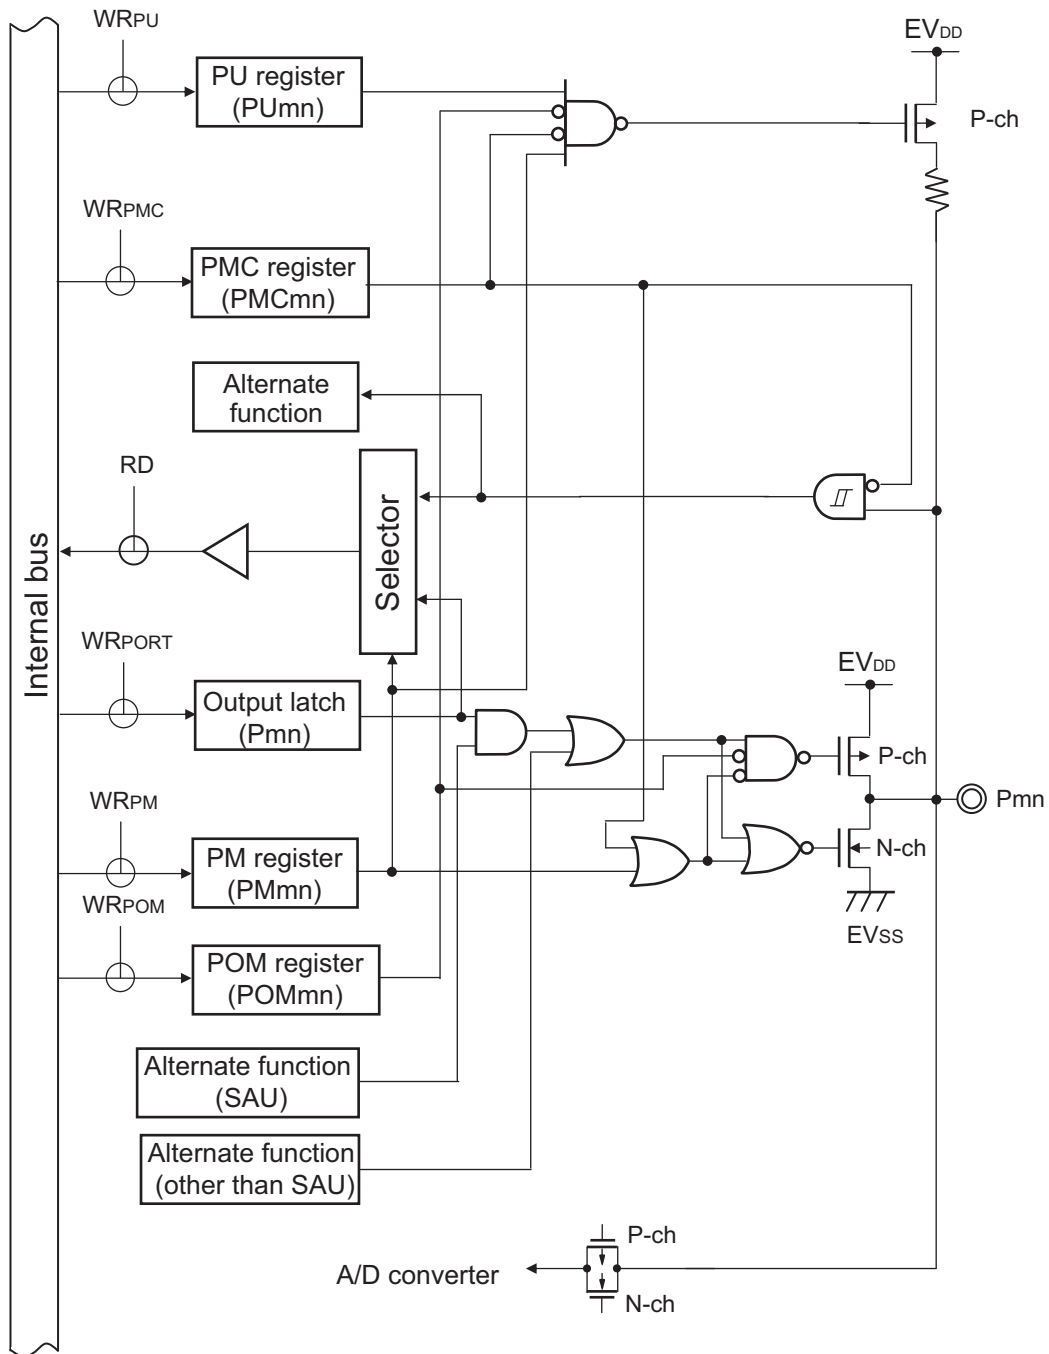 WRPU
EVDD
PU register
(PUmn)
P-ch
WRPMC
PMC register
(PMCmn)
Alternate
function
RD
Selector
Internal bus
WRPORT
EVDD
Output latch
(Pmn)
P-ch
WRPM
Pmn
PM register
(PMmn)
N-ch
WRPOM
EVSS
POM register
(POMmn)
Alternate function
(SAU)
Alternate function
(other than SAU)
P-ch
A/D converter
N-ch